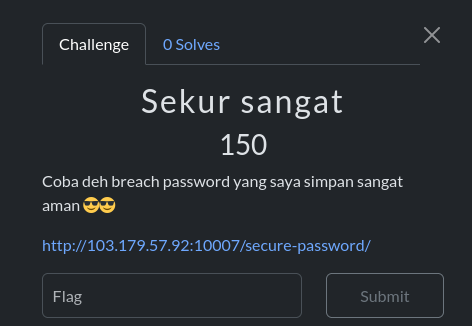 Challenge
0 Solves
Sekur sangat
150
Coba deh breach password yang saya simpan sangat
aman 😎😎
http://103.179.57.92:10007/secure-password/
Flag
Submit